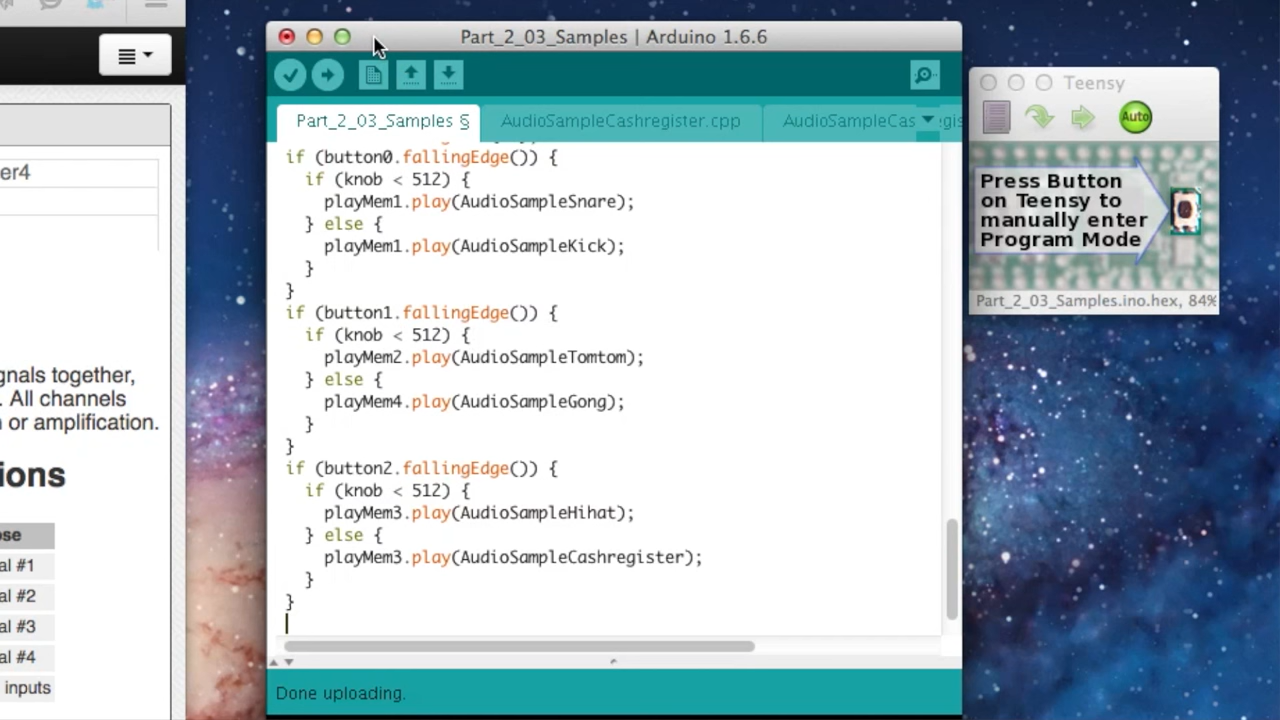 er4
gnals together,
. All channels
n or amplification.
ions
ose
al #1
al #2
al #3
al #4
inputs
Part_2_03_Samples | Arduino 1.6.6
Part_2_03_Samples §
AudioSampleCashregister.cpp
AudioSampleCas
gis
if (button0.fallingEdge()) {
if (knob < 512) {
playMem1.play(AudioSampleSnare);
} else {
playMem1.play(AudioSampleKick);
}
}
if (button1.fallingEdge()) {
if (knob < 512) {
playMem2.play(AudioSampleTomtom);
} else {
playMem4.play(AudioSampleGong);
}
}
if (button2.fallingEdge()) {
if (knob < 512) {
playMem3.play(AudioSampleHihat);
} else {
playMem3.play(AudioSampleCashregister);
}
}
Done uploading.
Teensy
Auto
Press Button
on Teensy to
manually enter
Program Mode
Part_2_03_Samples.ino.hex, 84%